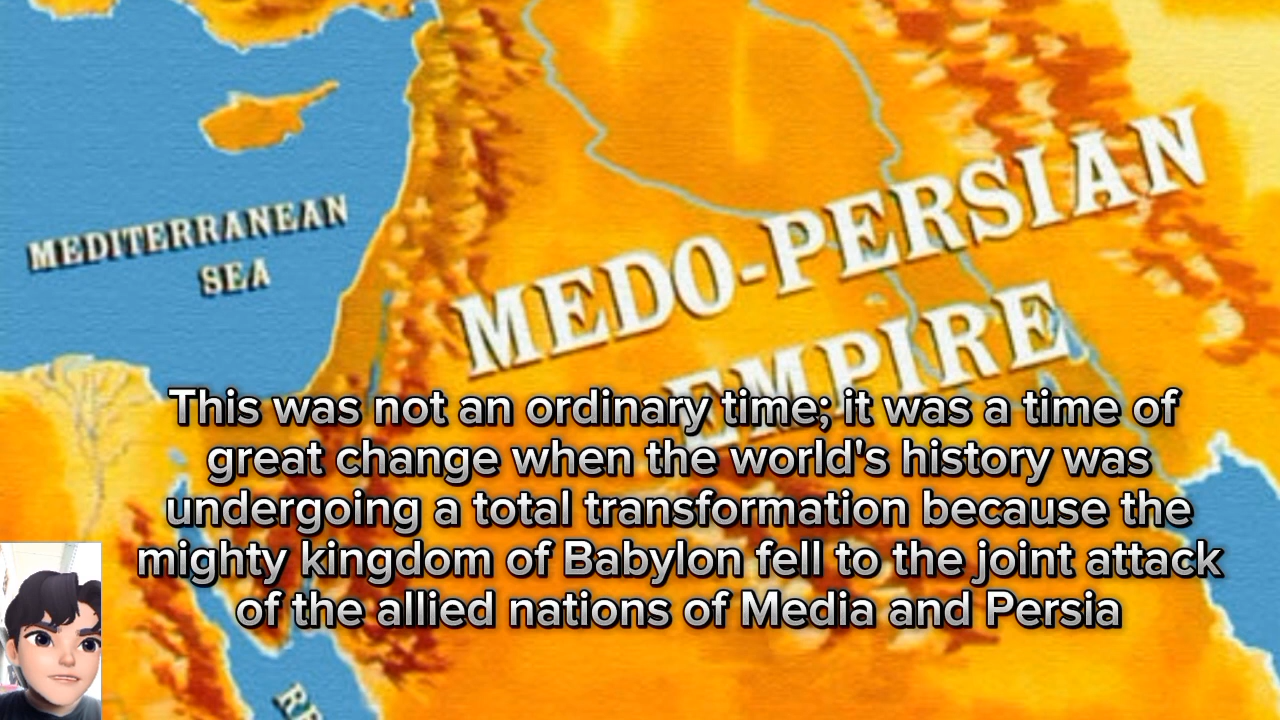 MEDITERRANEAN
SEA
MEDO-PERSIAN
EMPIRE
This was not an ordinary time; it was a time of
great change when the world's history was
undergoing a total transformation because the
mighty kingdom of Babylon fell to the joint attack
of the allied nations of Media and Persia